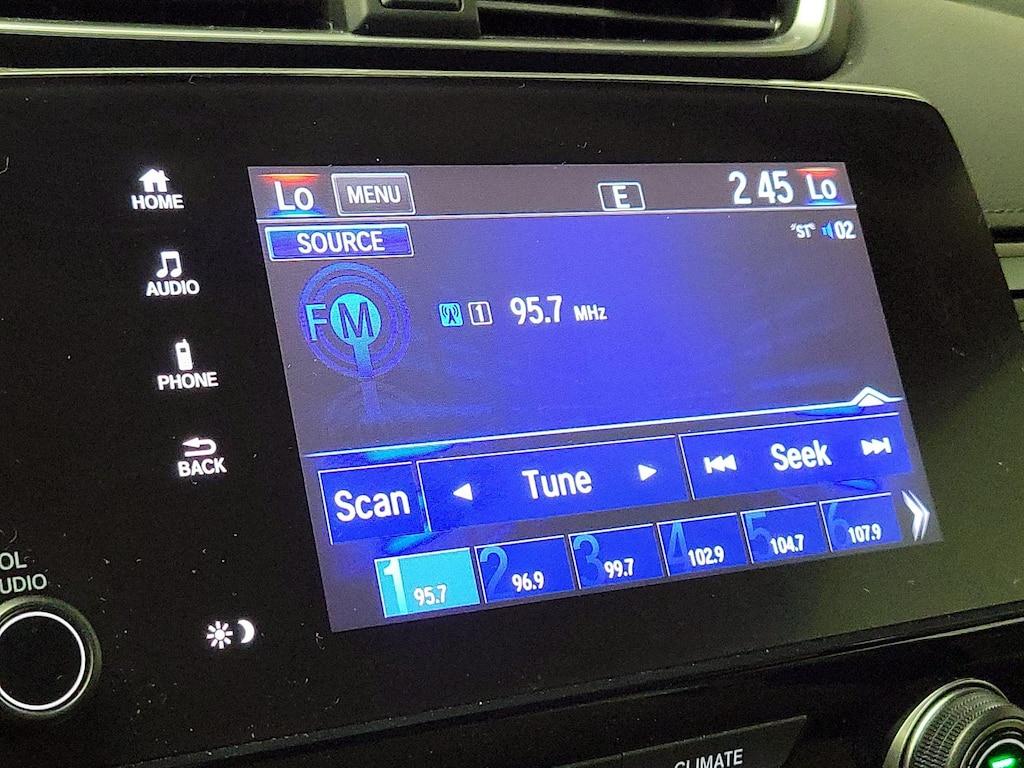 HOME
AUDIO
PHONE
BACK
OL
UDIO
Lo MENU E 2 45 Lo
SOURCE "ST" 02
FM 1 95.7 MHz
Scan Tune Seek
1 95.7 2 96.9 3 99.7 4 102.9 5 104.7 6 107.9
CLIMATE